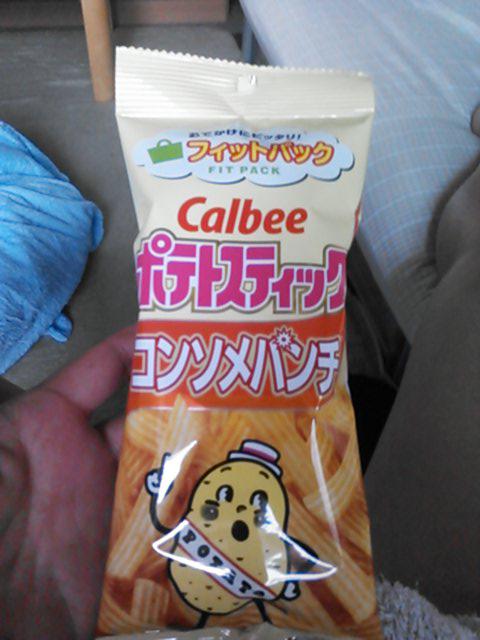 おでかけにピッタリ!
フィットパック
FIT PACK
Calbee
ポテトスティック
コンソメパンチ
POTATO